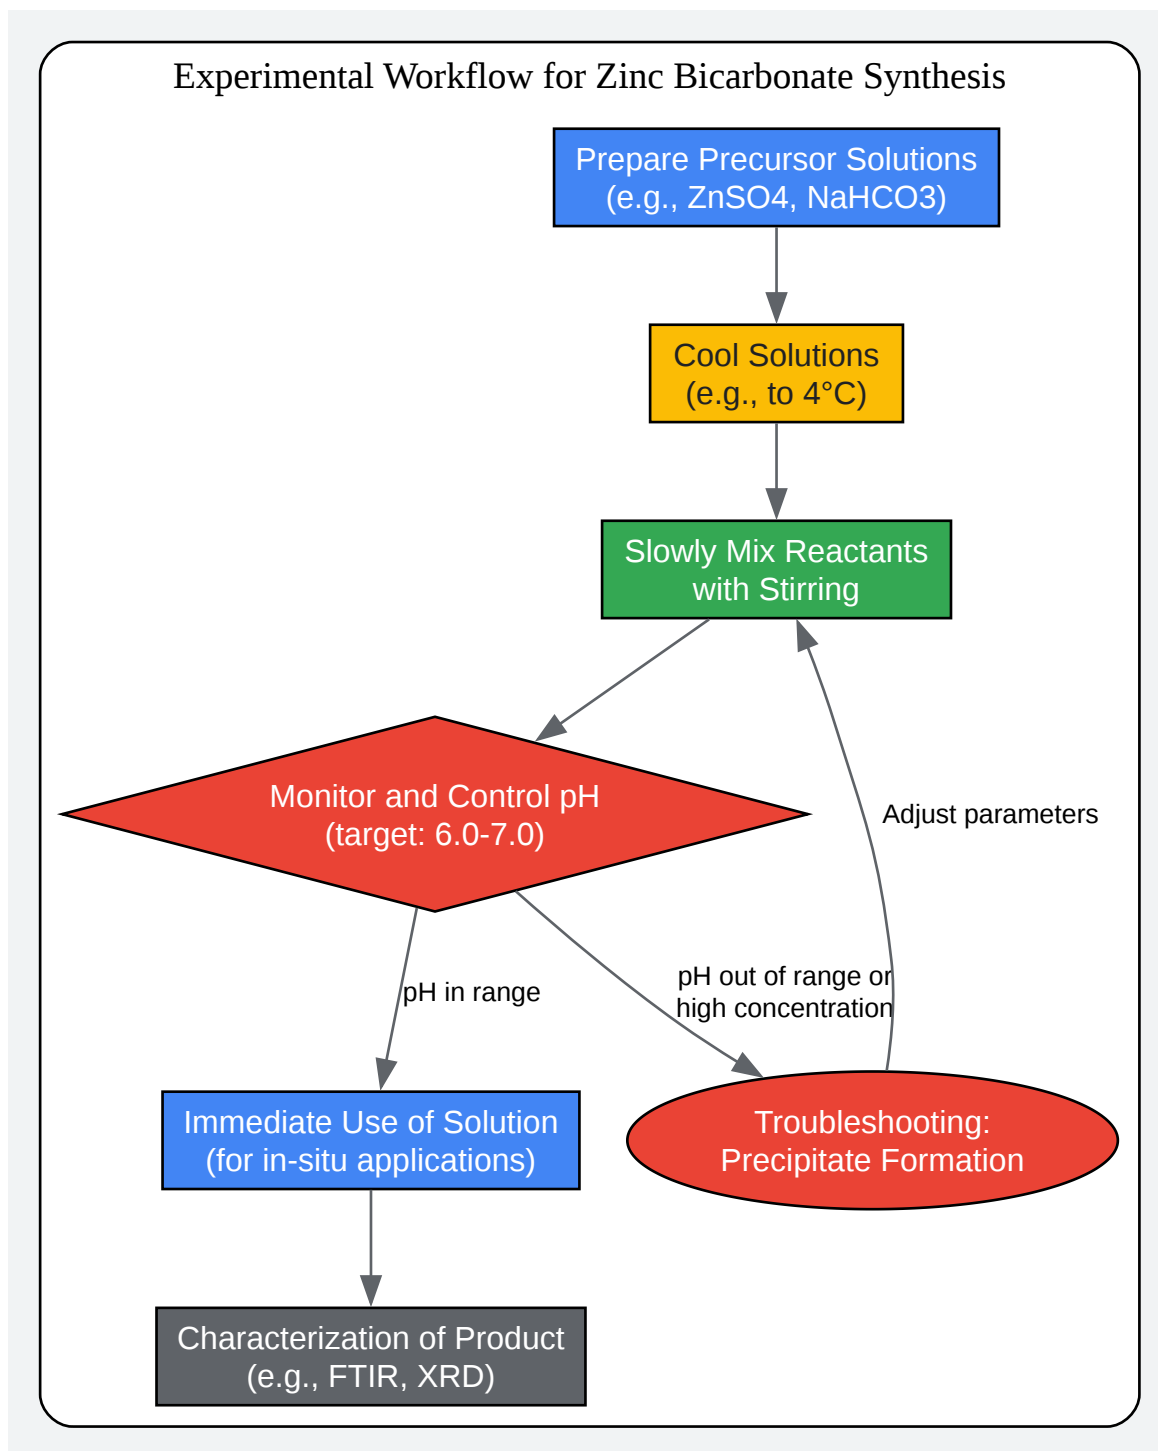 Experimental Workflow for Zinc Bicarbonate Synthesis
Prepare Precursor Solutions
(e.g., ZnSO4, NaHCO3)
Cool Solutions
(e.g., to 4°C)
Slowly Mix Reactants
with Stirring
Monitor and Control pH
(target: 6.0-7.0)
Adjust parameters
pH in range
pH out of range or
high concentration
Immediate Use of Solution
(for in-situ applications)
Troubleshooting:
Precipitate Formation
Characterization of Product
(e.g., FTIR, XRD)